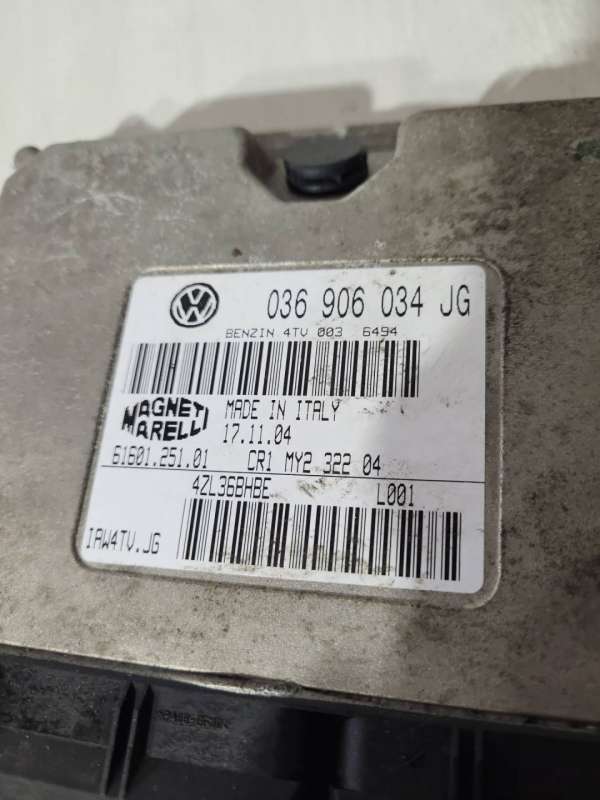 VW 036 906 034 JG
BENZIN 4TV 003 6494
MAGNETI MARELLI
MADE IN ITALY
17.11.04
61601.251.01 CR1 MY2 322 04
4ZL36BHBE L001
IAW4TV.JG